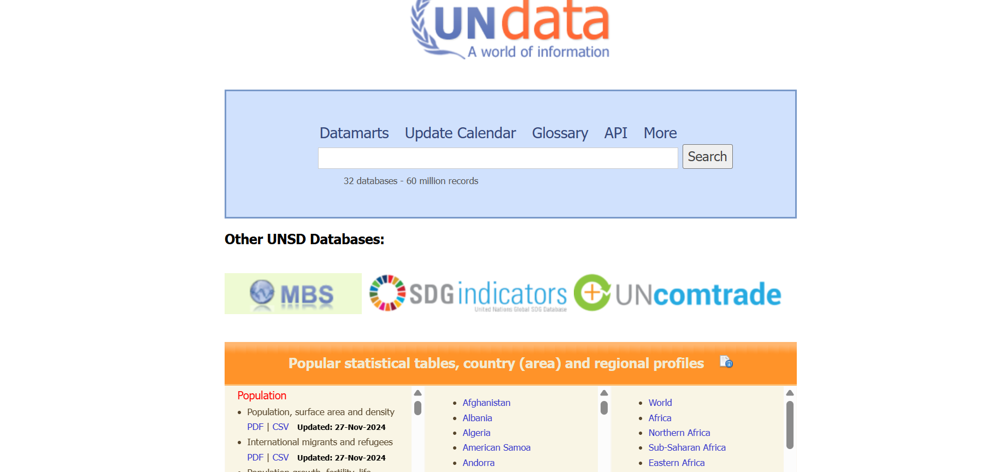 UNdata
A world of information
Datamarts Update Calendar Glossary API More
Search
32 databases - 60 million records
Other UNSD Databases:
MBS
SDG indicators
United Nations Global SDG Database
UNcomtrade
Popular statistical tables, country (area) and regional profiles
Population
• Population, surface area and density
PDF | CSV Updated: 27-Nov-2024
• International migrants and refugees
PDF | CSV Updated: 27-Nov-2024
• Population growth, fertility, life
• Afghanistan
• Albania
• Algeria
• American Samoa
• Andorra
• World
• Africa
• Northern Africa
• Sub-Saharan Africa
• Eastern Africa